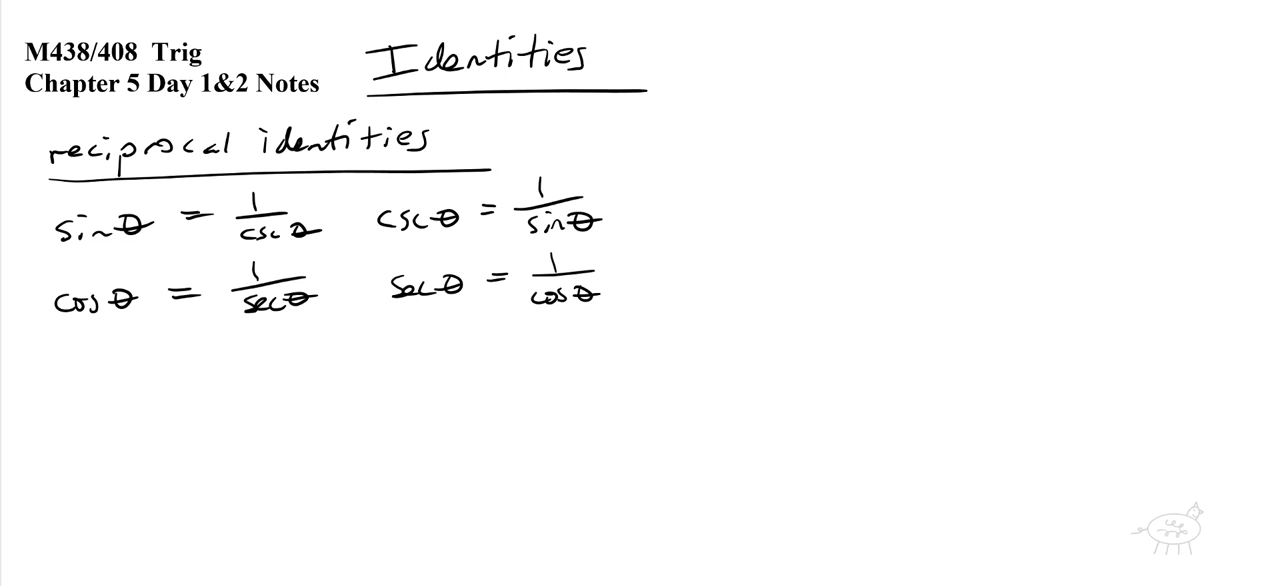 M438/408 Trig
Chapter 5 Day 1&2 Notes
Identities
reciprocal identities
sinθ = 1/cscθ cscθ = 1/sinθ
cosθ = 1/secθ secθ = 1/cosθ